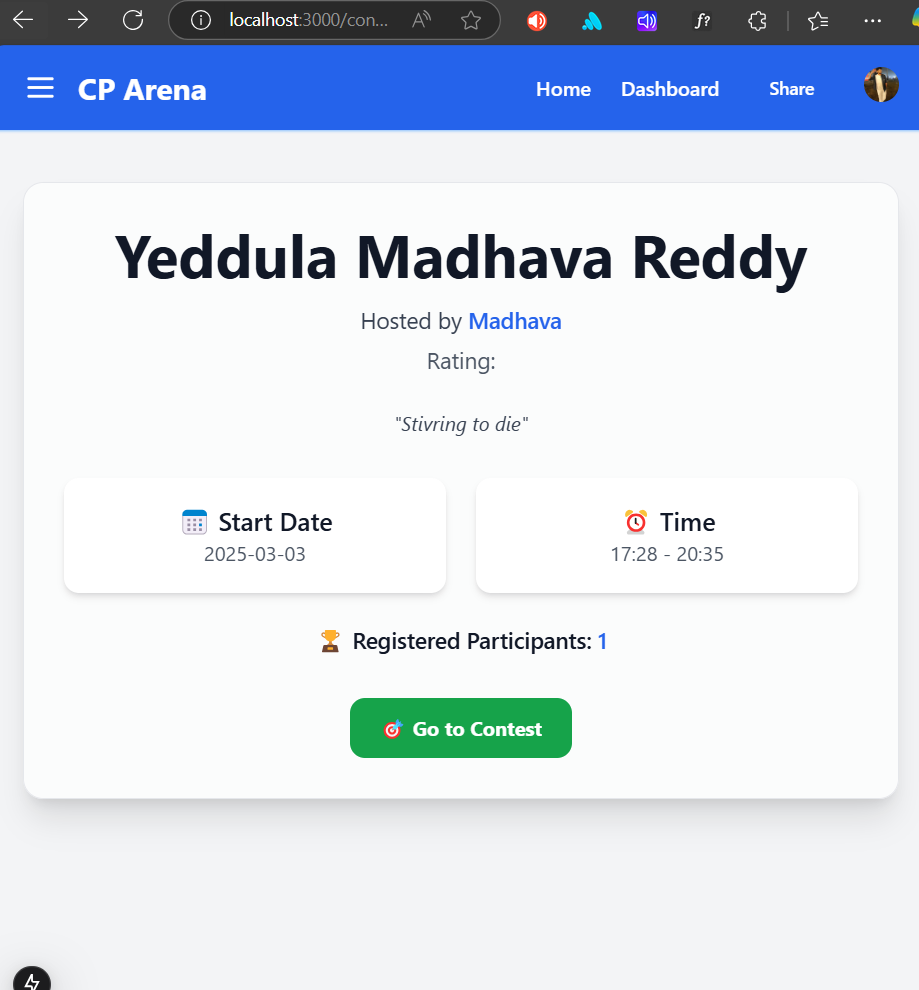 localhost:3000/con...
CP Arena
Home
Dashboard
Share
Yeddula Madhava Reddy
Hosted by Madhava
Rating:
"Stivring to die"
Start Date
2025-03-03
Time
17:28 - 20:35
Registered Participants: 1
Go to Contest